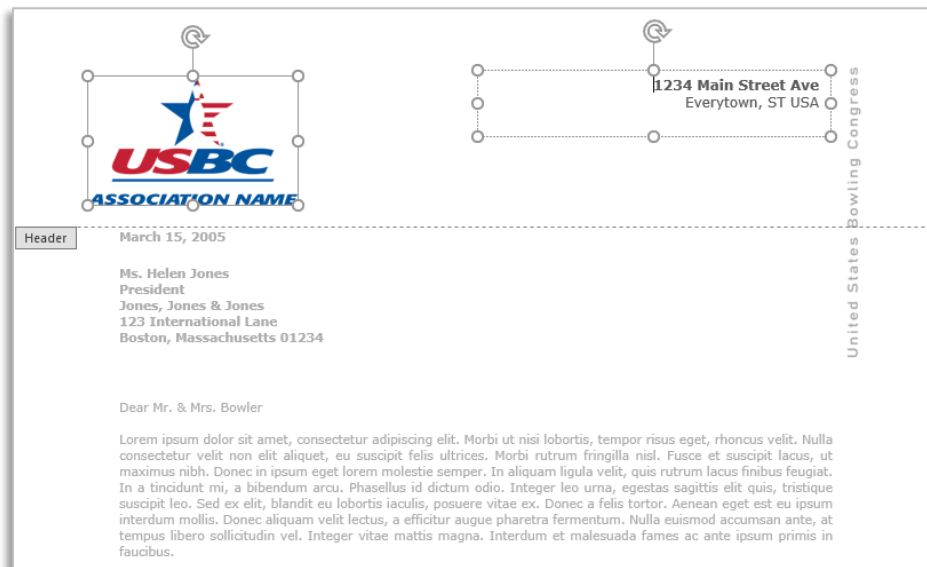 USBC
ASSOCIATION NAME
1234 Main Street Ave
Everytown, ST USA
United States Bowling Congress
Header
March 15, 2005
Ms. Helen Jones
President
Jones, Jones & Jones
123 International Lane
Boston, Massachusetts 01234
Dear Mr. & Mrs. Bowler
Lorem ipsum dolor sit amet, consectetur adipiscing elit. Morbi ut nisi lobortis, tempor risus eget, rhoncus velit. Nulla
consectetur velit non elit aliquet, eu suscipit felis ultrices. Morbi rutrum fringilla nisl. Fusce et suscipit lacus, ut
maximus nibh. Donec in ipsum eget lorem molestie semper. In aliquam ligula velit, quis rutrum lacus finibus feugiat.
In a tincidunt mi, a bibendum arcu. Phasellus id dictum odio. Integer leo urna, egestas sagittis elit quis, tristique
suscipit leo. Sed ex elit, blandit eu lobortis iaculis, posuere vitae ex. Donec a felis tortor. Aenean eget est eu ipsum
interdum mollis. Donec aliquam velit lectus, a efficitur augue pharetra fermentum. Nulla euismod accumsan ante, at
tempus libero sollicitudin vel. Integer vitae mattis magna. Interdum et malesuada fames ac ante ipsum primis in
faucibus.